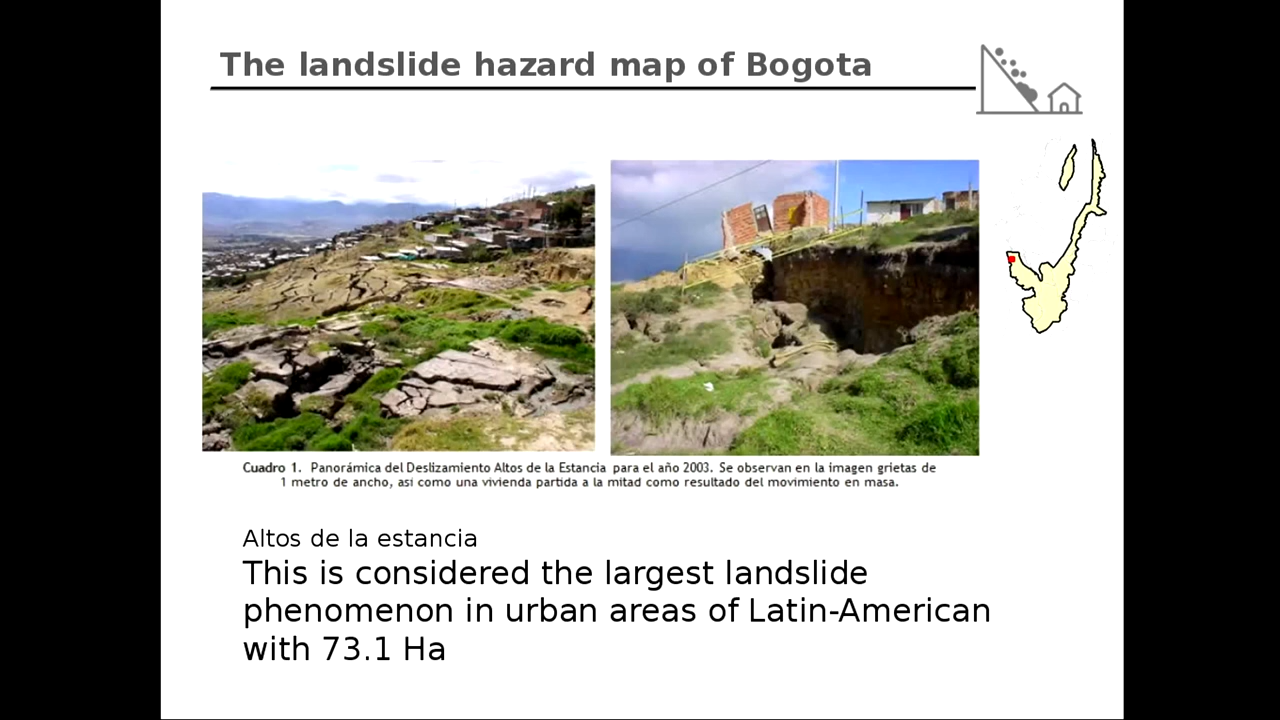 The landslide hazard map of Bogota
Cuadro 1. Panorámica del Deslizamiento Altos de la Estancia para el año 2003. Se observan en la imagen grietas de
1 metro de ancho, asi como una vivienda partida a la mitad como resultado del movimiento en masa.
Altos de la estancia
This is considered the largest landslide
phenomenon in urban areas of Latin-American
with 73.1 Ha